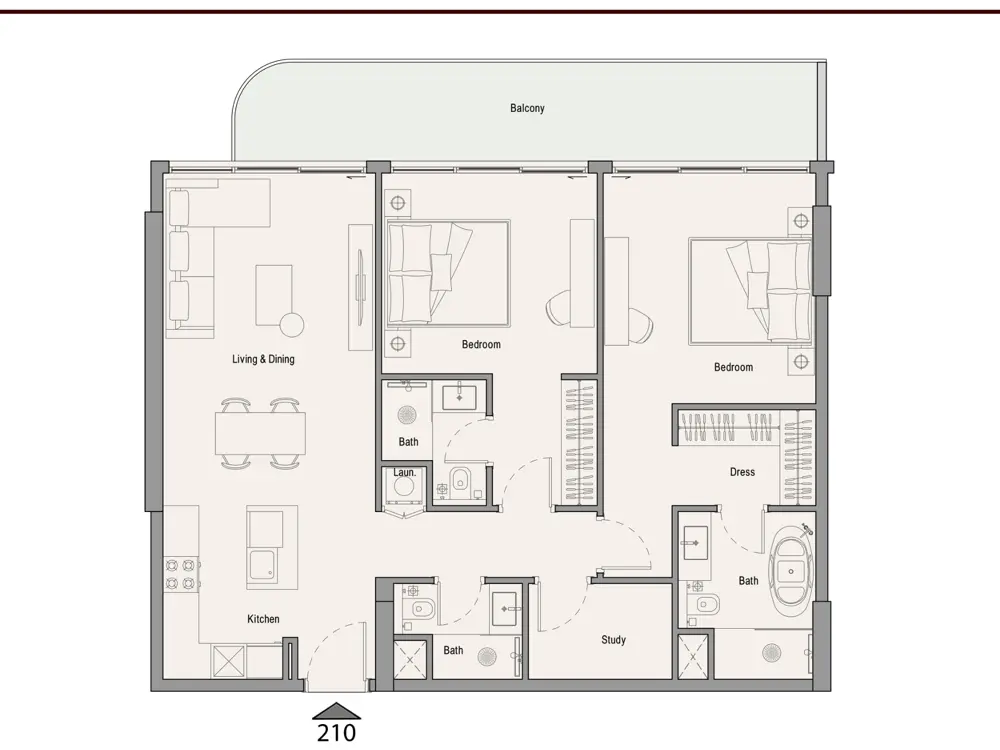 Balcony
Bedroom
Living & Dining
Bedroom
Bath
Laun.
Dress
Bath
Kitchen
Bath
Study
210